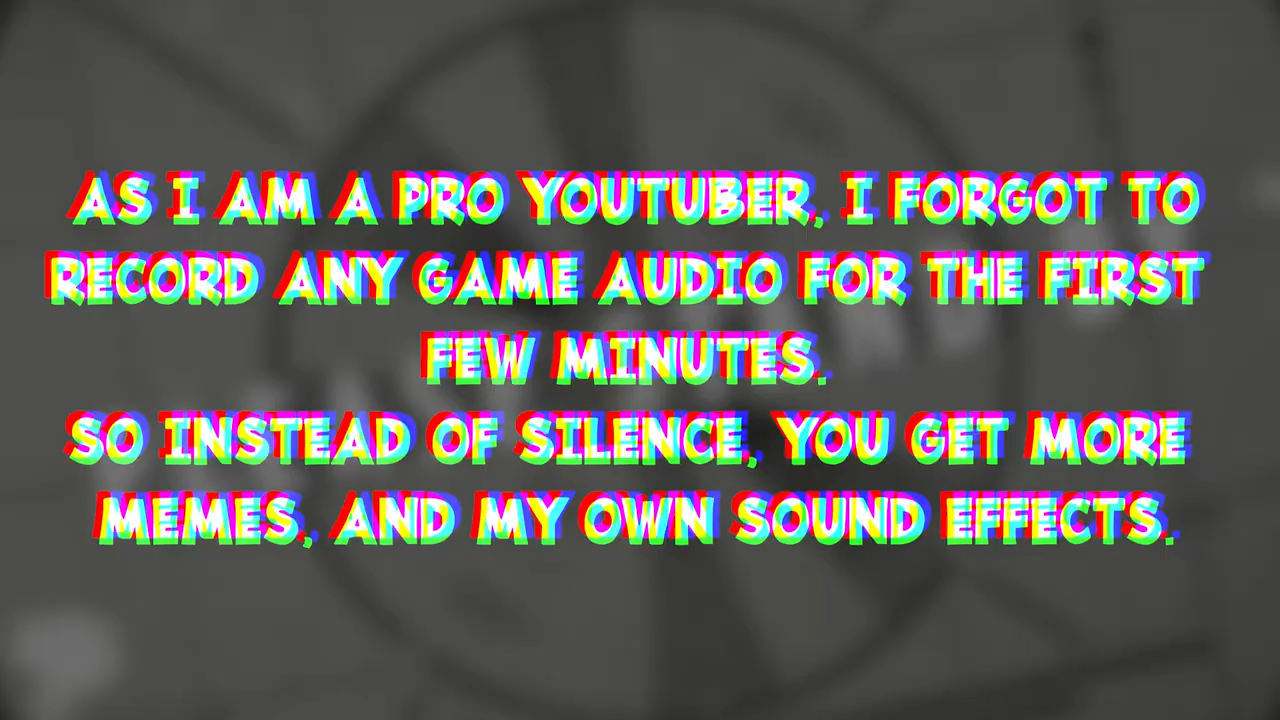 AS I AM A PRO YOUTUBER, I FORGOT TO
RECORD ANY GAME AUDIO FOR THE FIRST
FEW MINUTES.
SO INSTEAD OF SILENCE, YOU GET MORE
MEMES, AND MY OWN SOUND EFFECTS.